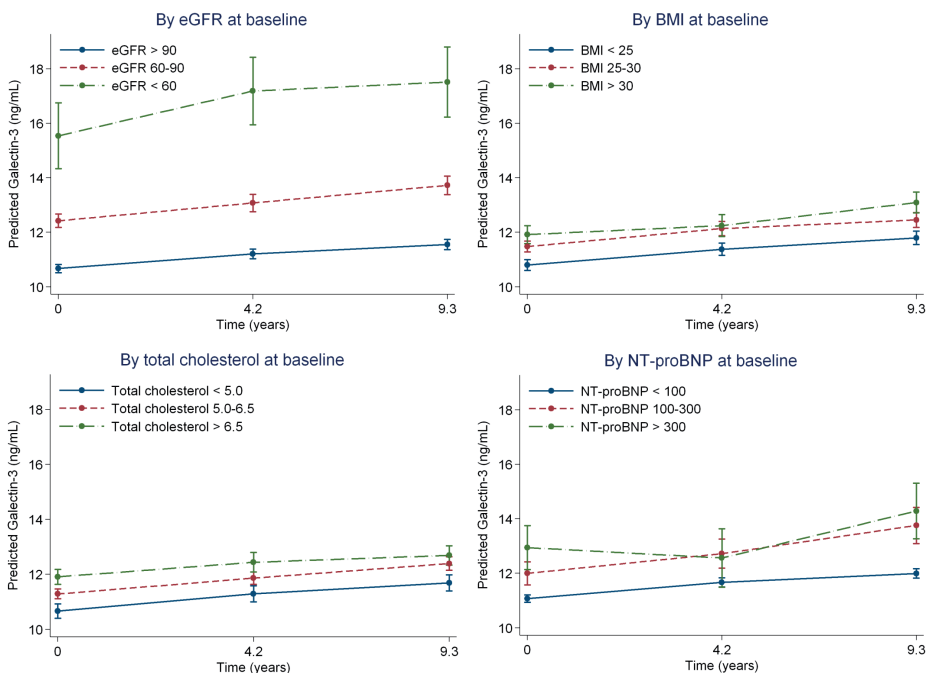 By eGFR at baseline
eGFR > 90
eGFR 60-90
eGFR < 60
Predicted Galectin-3 (ng/mL)
18
16
14
12
10
0 4.2 9.3
Time (years)
By BMI at baseline
BMI < 25
BMI 25-30
BMI > 30
Predicted Galectin-3 (ng/mL)
18
16
14
12
10
0 4.2 9.3
Time (years)
By total cholesterol at baseline
Total cholesterol < 5.0
Total cholesterol 5.0-6.5
Total cholesterol > 6.5
Predicted Galectin-3 (ng/mL)
18
16
14
12
10
0 4.2 9.3
Time (years)
By NT-proBNP at baseline
NT-proBNP < 100
NT-proBNP 100-300
NT-proBNP > 300
Predicted Galectin-3 (ng/mL)
18
16
14
12
10
0 4.2 9.3
Time (years)